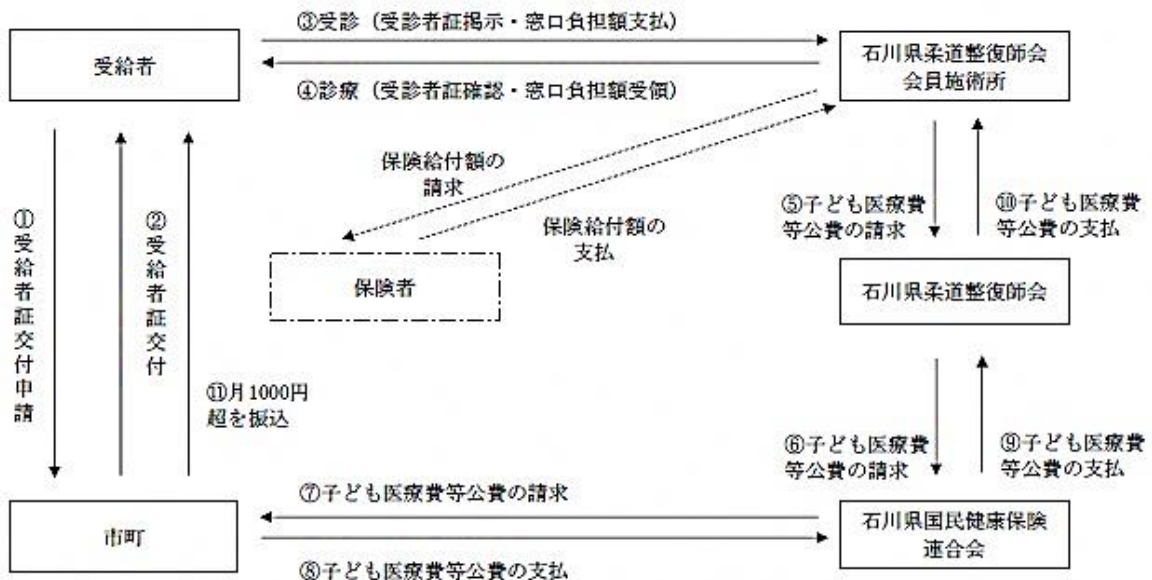 ③受診（受診者証掲示・窓口負担額支払）
受給者
石川県柔道整復師会
会員施術所
④診療（受診者証確認・窓口負担額受領）
保険給付額の
請求
保険給付額の
支払
保険者
①受給者証交付申請
②受給者証交付
⑪月1000円
超を振込
⑤子ども医療費
等公費の請求
⑩子ども医療費
等公費の支払
石川県柔道整復師会
⑥子ども医療費
等公費の請求
⑨子ども医療費
等公費の支払
⑦子ども医療費等公費の請求
市町
石川県国民健康保険
連合会
⑧子ども医療費等公費の支払